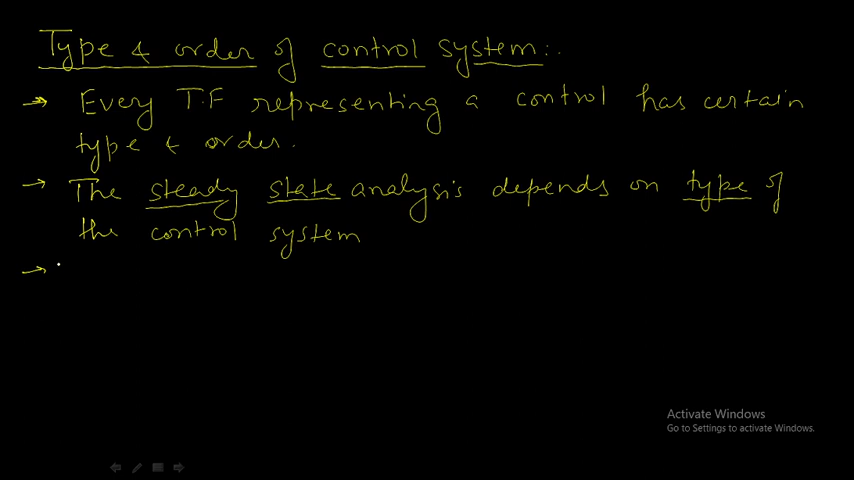 Type & order of control system:.
→ Every T.F representing a control has certain
type & order.
→ The steady state analysis depends on type of
the control system
→
Activate Windows
Go to Settings to activate Windows.